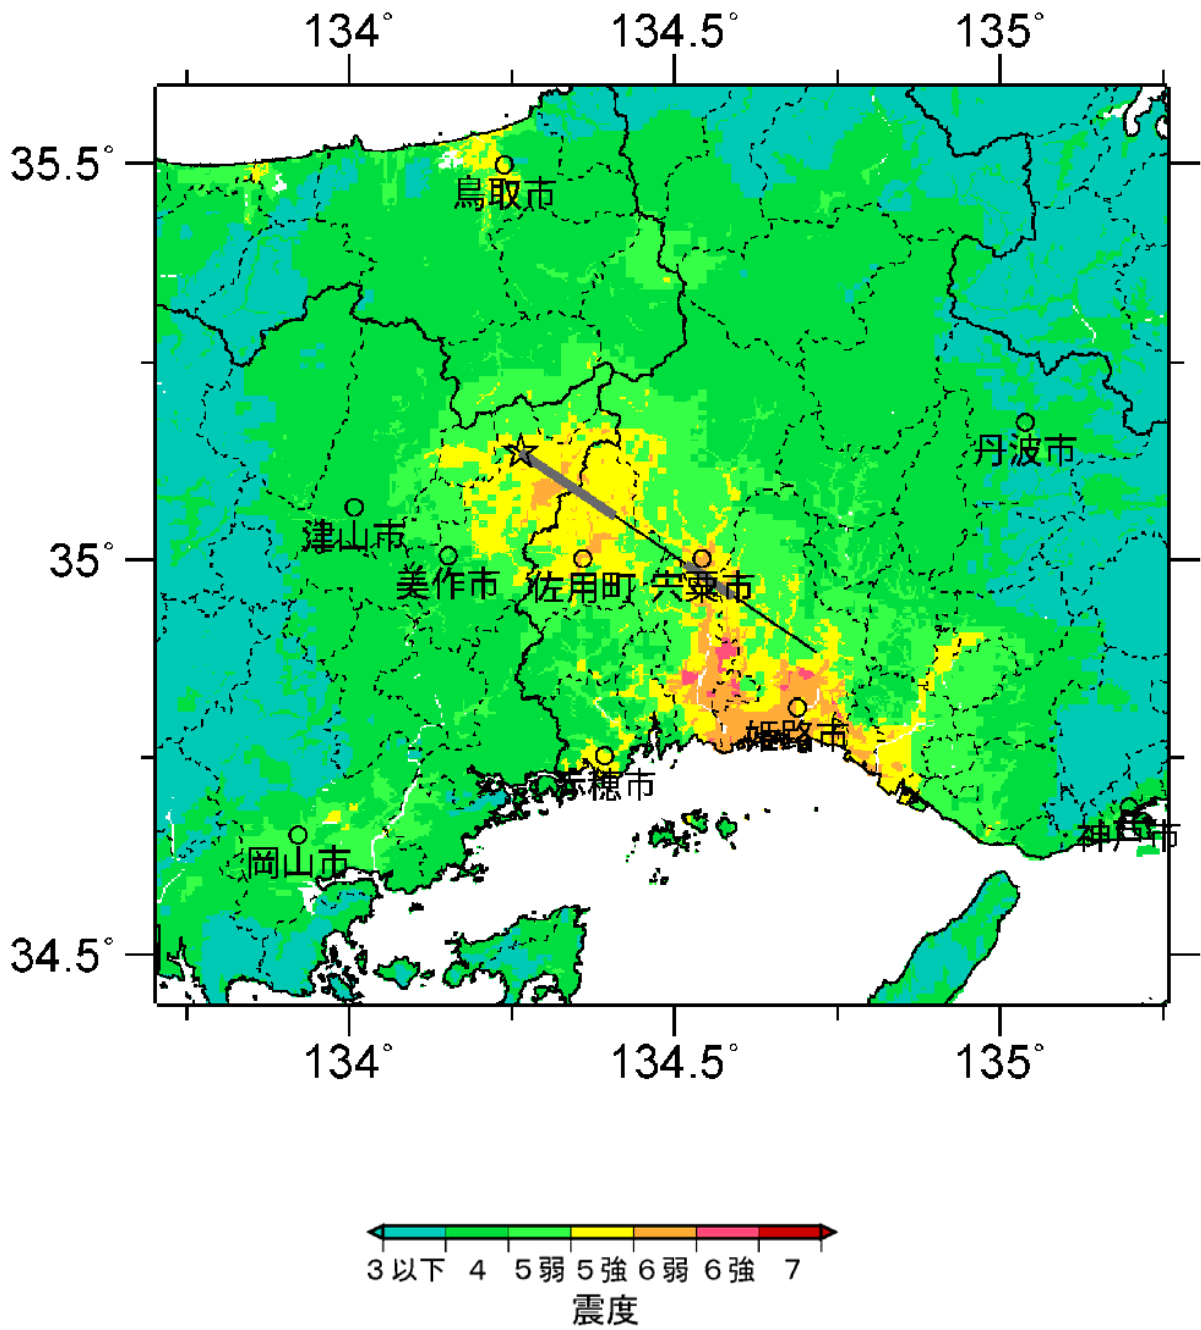 134° 134.5° 135°
35.5°
鳥取市
丹波市
津山市
35°
美作市 佐用町 宍粟市
姫路市
赤穂市
神戸市
岡山市
34.5°
134° 134.5° 135°
3以下 4 5弱 5強 6弱 6強 7
震度